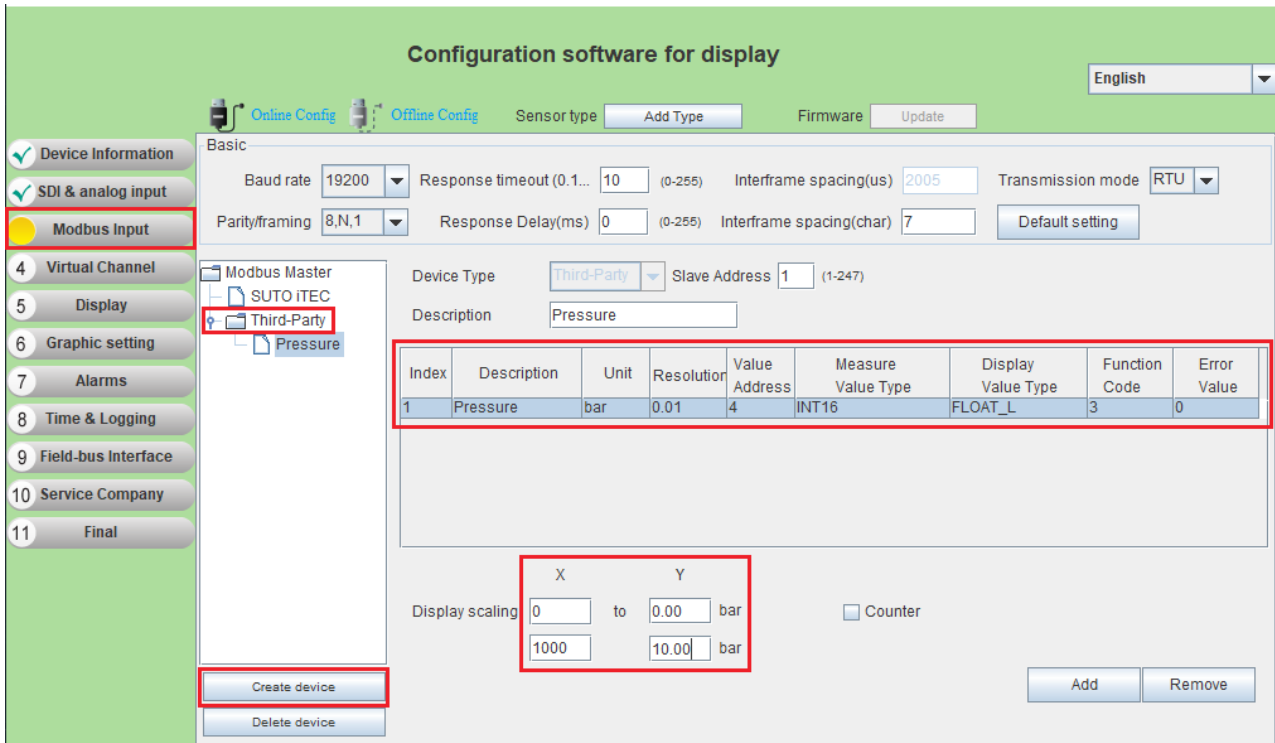 Configuration software for display
English
Online Config Offline Config Sensor type Add Type Firmware Update
Device Information
SDI & analog input
Modbus Input
4 Virtual Channel
5 Display
6 Graphic setting
7 Alarms
8 Time & Logging
9 Field-bus Interface
10 Service Company
11 Final
Basic
Baud rate 19200 Response timeout (0.1... 10 (0-255) Interframe spacing(us) 2005 Transmission mode RTU
Parity/framing 8,N,1 Response Delay(ms) 0 (0-255) Interframe spacing(char) 7 Default setting
Modbus Master
SUTO iTEC
Third-Party
Pressure
Create device
Delete device
Device Type Third-Party Slave Address 1 (1-247)
Description Pressure
Index Description Unit Resolution Value Address Measure Value Type Display Value Type Function Code Error Value
1 Pressure bar 0.01 4 INT16 FLOAT_L 3 0
X Y
Display scaling 0 to 0.00 bar Counter
1000 10.00 bar
Add Remove